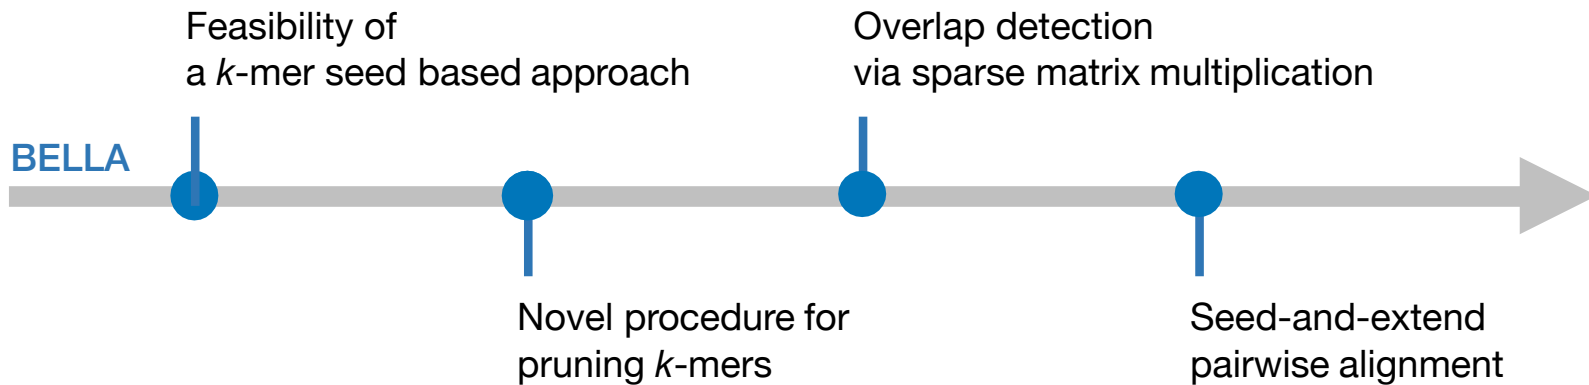 Feasibility of
a k-mer seed based approach
Overlap detection
via sparse matrix multiplication
BELLA
Novel procedure for
pruning k-mers
Seed-and-extend
pairwise alignment